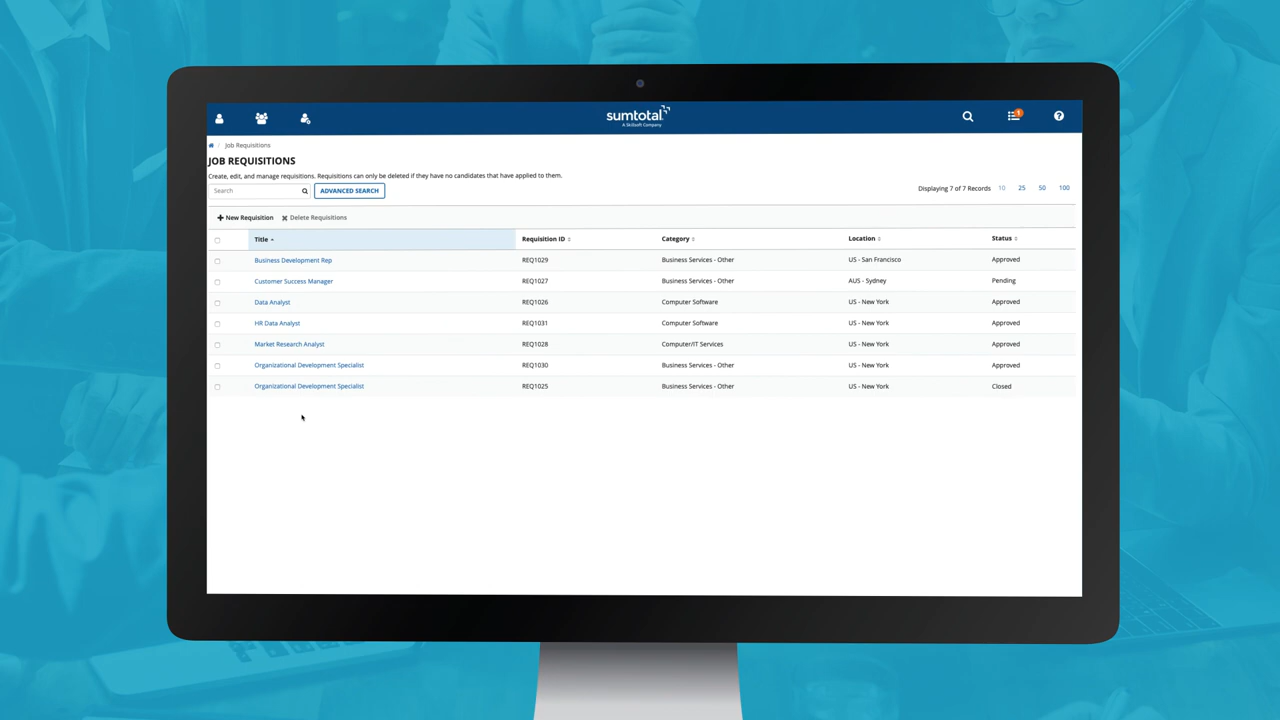 sumtotal
A Skillsoft Company
1
/ Job Requisitions
JOB REQUISITIONS
Create, edit, and manage requisitions. Requisitions can only be deleted if they have no candidates that have applied to them.
Search ADVANCED SEARCH Displaying 7 of 7 Records 10 25 50 100
New Requisition Delete Requisitions
Title Requisition ID Category Location Status
Business Development Rep REQ1029 Business Services - Other US - San Francisco Approved
Customer Success Manager REQ1027 Business Services - Other AUS - Sydney Pending
Data Analyst REQ1026 Computer Software US - New York Approved
HR Data Analyst REQ1031 Computer Software US - New York Approved
Market Research Analyst REQ1028 Computer/IT Services US - New York Approved
Organizational Development Specialist REQ1030 Business Services - Other US - New York Approved
Organizational Development Specialist REQ1025 Business Services - Other US - New York Closed